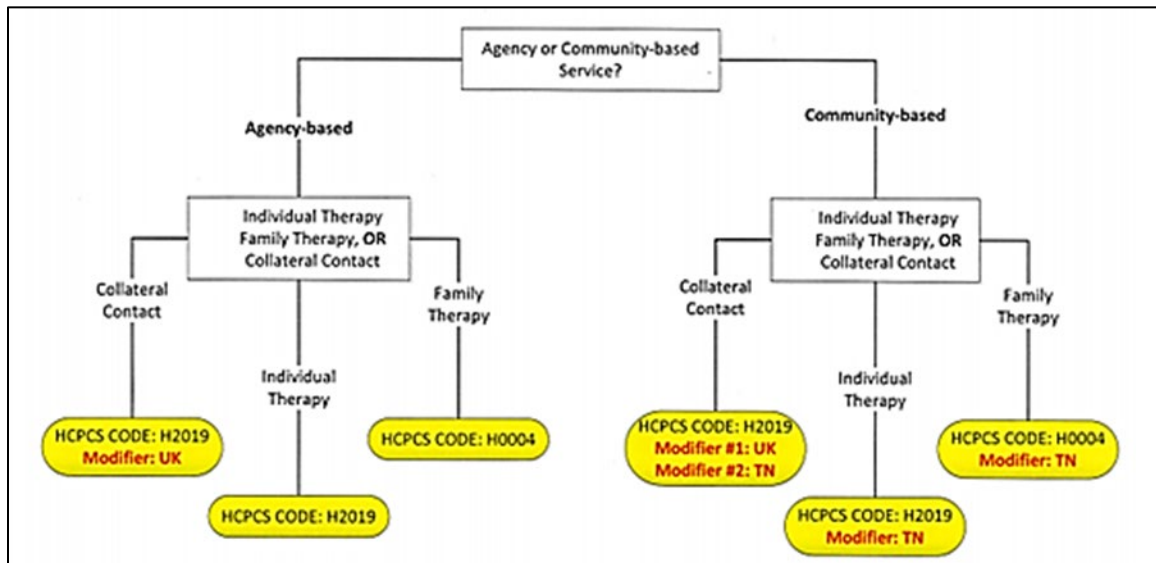 Agency or Community-based
Service?
Agency-based
Community-based
Individual Therapy
Family Therapy, OR
Collateral Contact
Collateral
Contact
Family
Therapy
Individual
Therapy
HCPCS CODE: H2019
Modifier: UK
HCPCS CODE: H0004
HCPCS CODE: H2019
Individual Therapy
Family Therapy, OR
Collateral Contact
Collateral
Contact
Family
Therapy
Individual
Therapy
HCPCS CODE: H2019
Modifier #1: UK
Modifier #2: TN
HCPCS CODE: H0004
Modifier: TN
HCPCS CODE: H2019
Modifier: TN